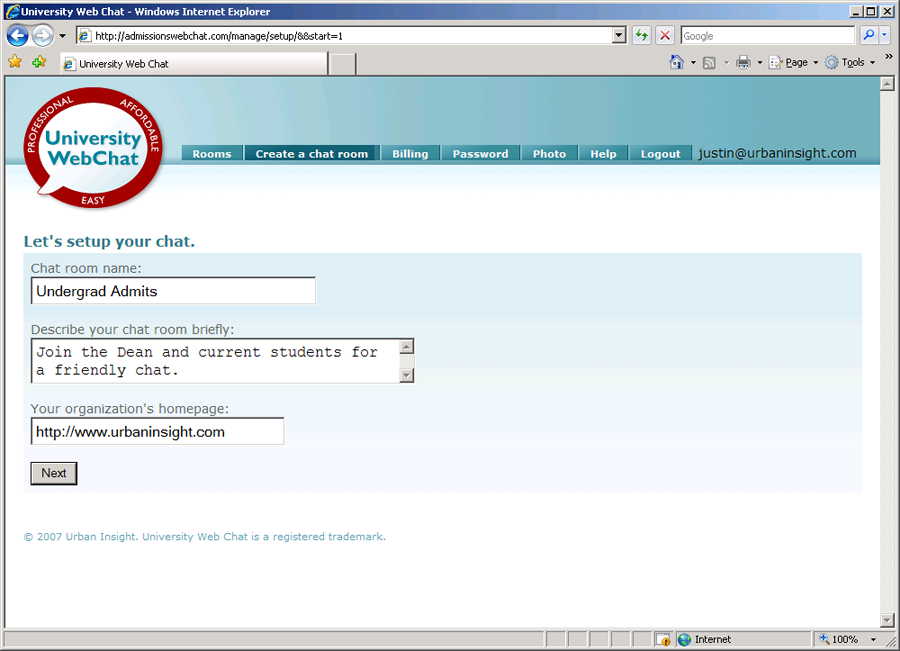 University Web Chat - Windows Internet Explorer
http://admissionswebchat.com/manage/setup/&&start=1
Google
University Web Chat
Page
Tools
PROFESSIONAL
AFFORDABLE
University
WebChat
EASY
Rooms
Create a chat room
Billing
Password
Photo
Help
Logout
justin@urbaninsight.com
Let's setup your chat.
Chat room name:
Undergrad Admits
Describe your chat room briefly:
Join the Dean and current students for
a friendly chat.
Your organization's homepage:
http://www.urbaninsight.com
Next
© 2007 Urban Insight. University Web Chat is a registered trademark.
Internet
100%